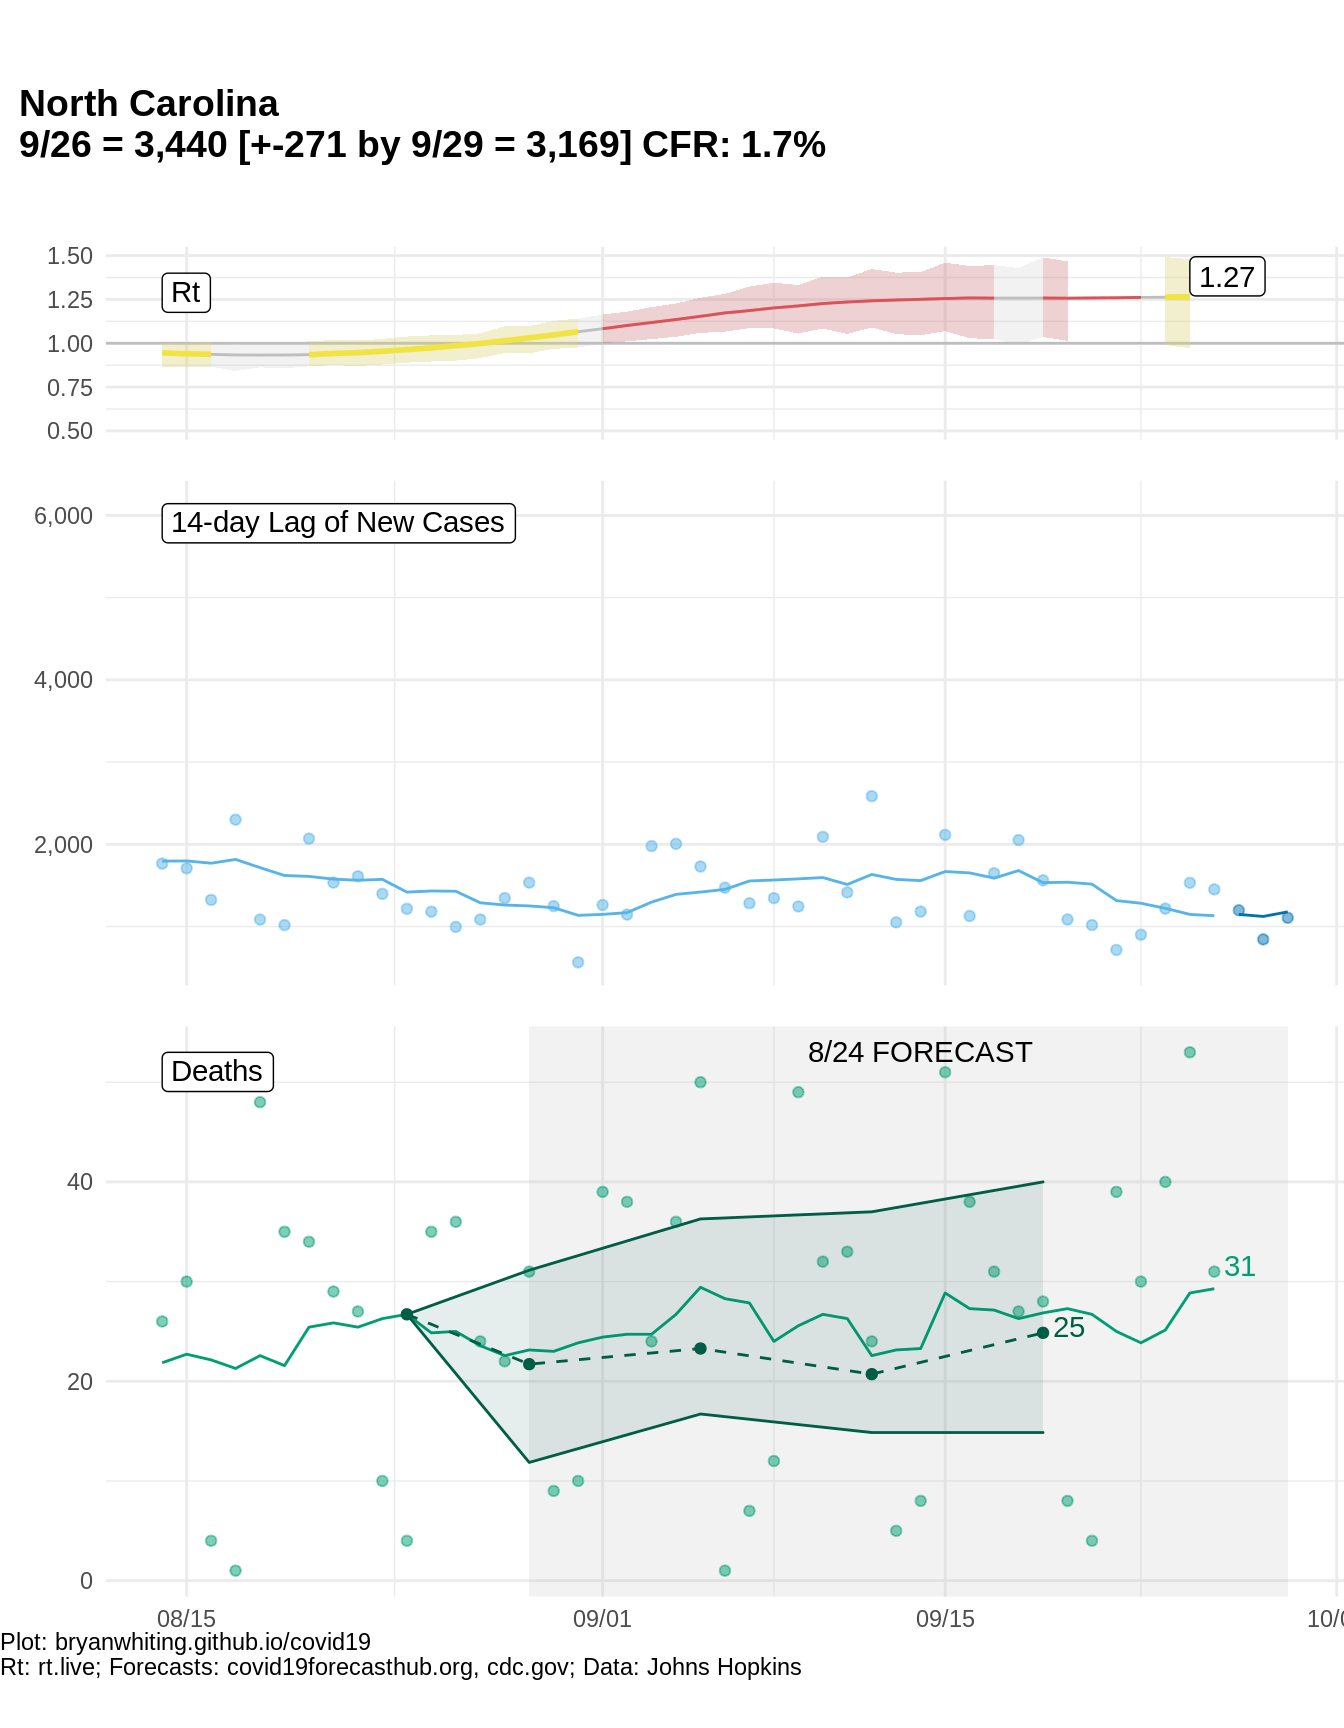 North Carolina
9/26 = 3,440 [+-271 by 9/29 = 3,169] CFR: 1.7%
1.50
1.25
1.00
0.75
0.50
Rt
1.27
6,000
4,000
2,000
14-day Lag of New Cases
8/24 FORECAST
Deaths
40
20
0
31
25
08/15
09/01
09/15
10/0
Plot: bryanwhiting.github.io/covid19
Rt: rt.live; Forecasts: covid19forecasthub.org, cdc.gov; Data: Johns Hopkins